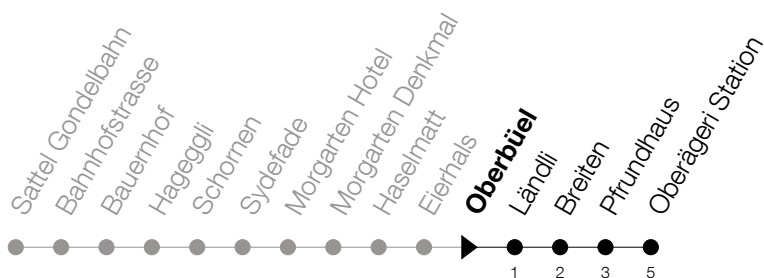 Sattel Gondelbahn
Bahnhofstrasse
Bauernhof
Hageggli
Schornen
Sydefade
Morgarten Hotel
Morgarten Denkmal
Haselmatt
Eierhals
Oberbüel
Ländli
Breiten
Pfrundhaus
Oberägeri Station
1
2
3
5